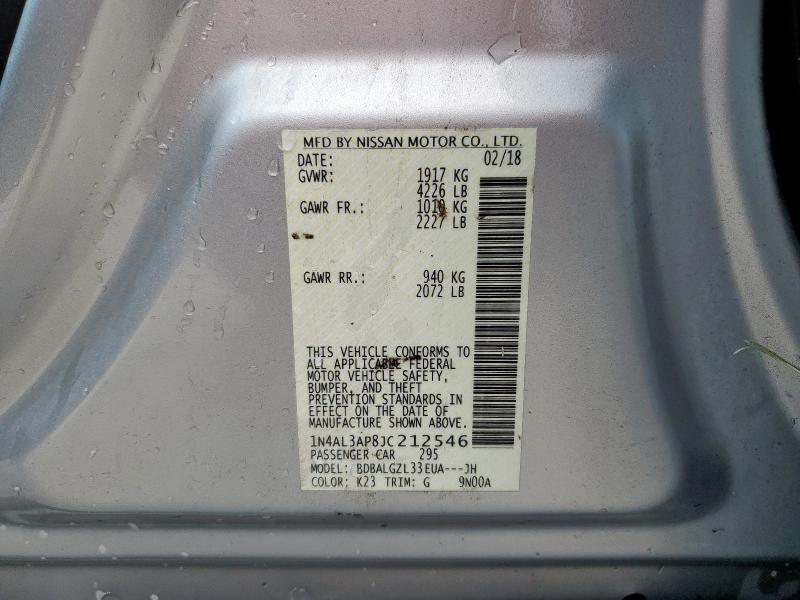 MFD BY NISSAN MOTOR CO., LTD.
DATE: 02/18
GVWR: 1917 KG
4226 LB
GAWR FR.: 1010 KG
2227 LB
GAWR RR.: 940 KG
2072 LB
THIS VEHICLE CONFORMS TO
ALL APPLICABLE FEDERAL
MOTOR VEHICLE SAFETY,
BUMPER, AND THEFT
PREVENTION STANDARDS IN
EFFECT ON THE DATE OF
MANUFACTURE SHOWN ABOVE.
1N4AL3AP8JC212546
PASSENGER CAR 295
MODEL: BDBALGZL33EUA---JH
COLOR: K23 TRIM: G 9N00A